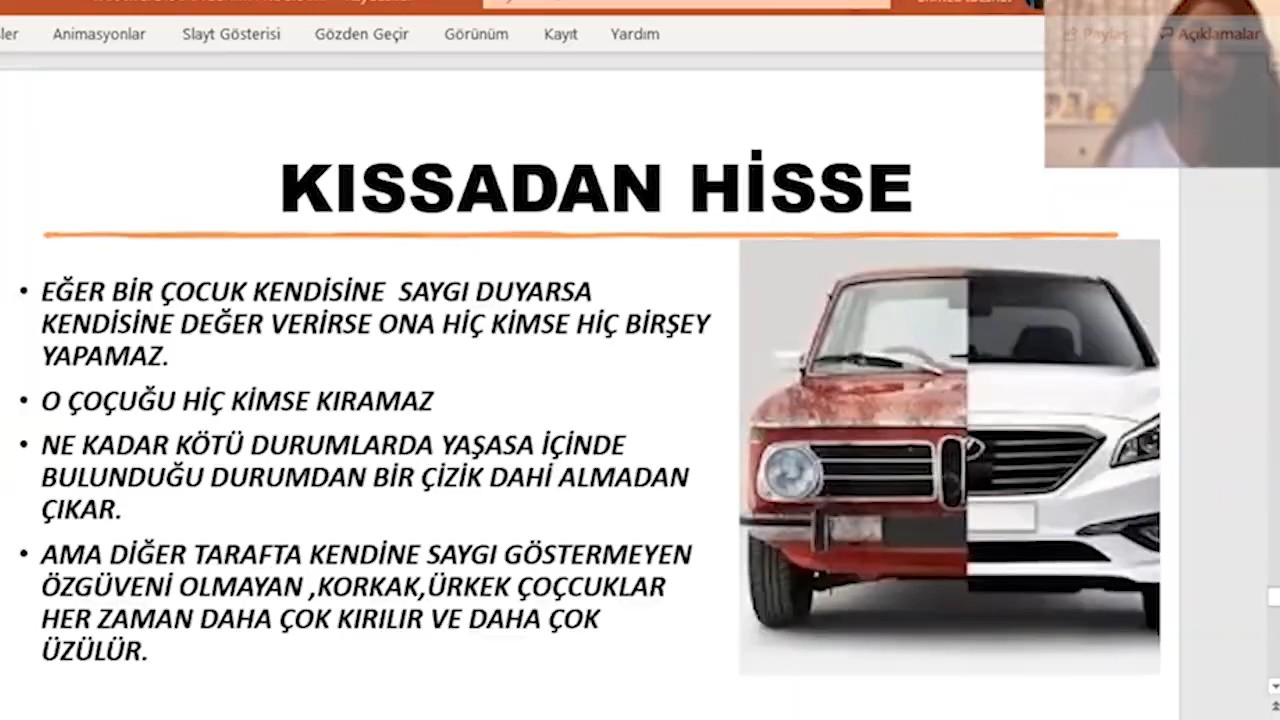 Animasyonlar Slayt Gösterisi Gözden Geçir Görünüm Kayıt Yardım Paylaş Açıklamalar
KISSADAN HİSSE
• EĞER BİR ÇOCUK KENDİSİNE SAYGI DUYARSA
KENDİSİNE DEĞER VERİRSE ONA HİÇ KİMSE HİÇ BİRŞEY
YAPAMAZ.
• O ÇOÇUĞU HİÇ KİMSE KIRAMAZ
• NE KADAR KÖTÜ DURUMLARDA YAŞASA İÇİNDE
BULUNDUĞU DURUMDAN BİR ÇİZİK DAHİ ALMADAN
ÇIKAR.
• AMA DİĞER TARAFTA KENDİNE SAYGI GÖSTERMEYEN
ÖZGÜVENİ OLMAYAN ,KORKAK,ÜRKEK ÇOÇCUKLAR
HER ZAMAN DAHA ÇOK KIRILIR VE DAHA ÇOK
ÜZÜLÜR.